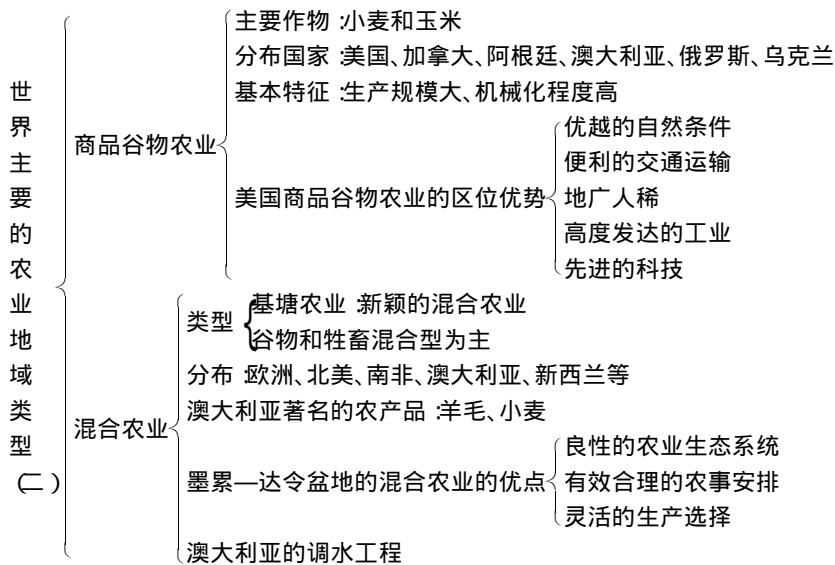 世界主要的农业地域类型(二)
商品谷物农业
主要作物:小麦和玉米
分布国家:美国、加拿大、阿根廷、澳大利亚、俄罗斯、乌克兰
基本特征:生产规模大、机械化程度高
美国商品谷物农业的区位优势
优越的自然条件
便利的交通运输
地广人稀
高度发达的工业
先进的科技
混合农业
类型
基塘农业:新颖的混合农业
谷物和牲畜混合型为主
分布:欧洲、北美、南非、澳大利亚、新西兰等
澳大利亚著名的农产品:羊毛、小麦
墨累—达令盆地的混合农业的优点
良性的农业生态系统
有效合理的农事安排
灵活的生产选择
澳大利亚的调水工程